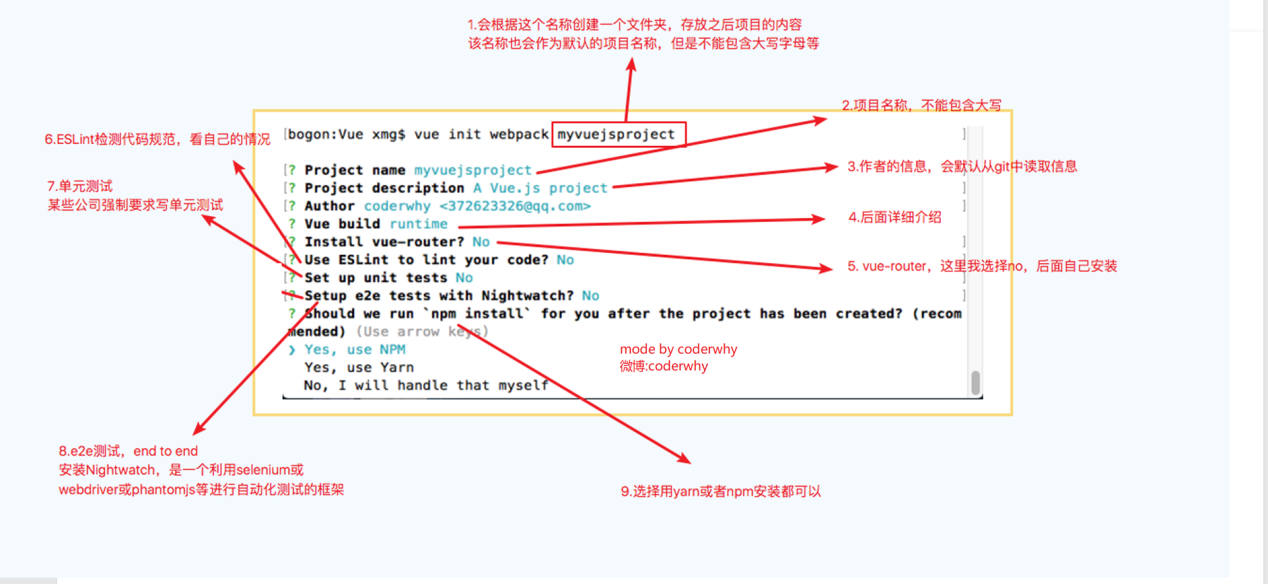 1.会根据这个名称创建一个文件夹，存放之后项目的内容
该名称也会作为默认的项目名称，但是不能包含大写字母等
2.项目名称，不能包含大写
[bogon:Vue xmg$ vue init webpack myvuejsproject ]
6.ESLint检测代码规范，看自己的情况
[? Project name myvuejsproject
3.作者的信息，会默认从git中读取信息
7.单元测试
某些公司强制要求写单元测试
[? Project description A Vue.js project ]
[? Author coderwhy <372623326@qq.com> ]
? Vue build runtime
4.后面详细介绍
[? Install vue-router? No ]
[? Use ESLint to lint your code? No ]
5. vue-router，这里我选择no，后面自己安装
[? Set up unit tests No ]
[? Setup e2e tests with Nightwatch? No ]
? Should we run `npm install` for you after the project has been created? (recom
mended) (Use arrow keys)
❯ Yes, use NPM
Yes, use Yarn
No, I will handle that myself
mode by coderwhy
微博:coderwhy
8.e2e测试，end to end
安装Nightwatch，是一个利用selenium或
webdriver或phantomjs等进行自动化测试的框架
9.选择用yarn或者npm安装都可以